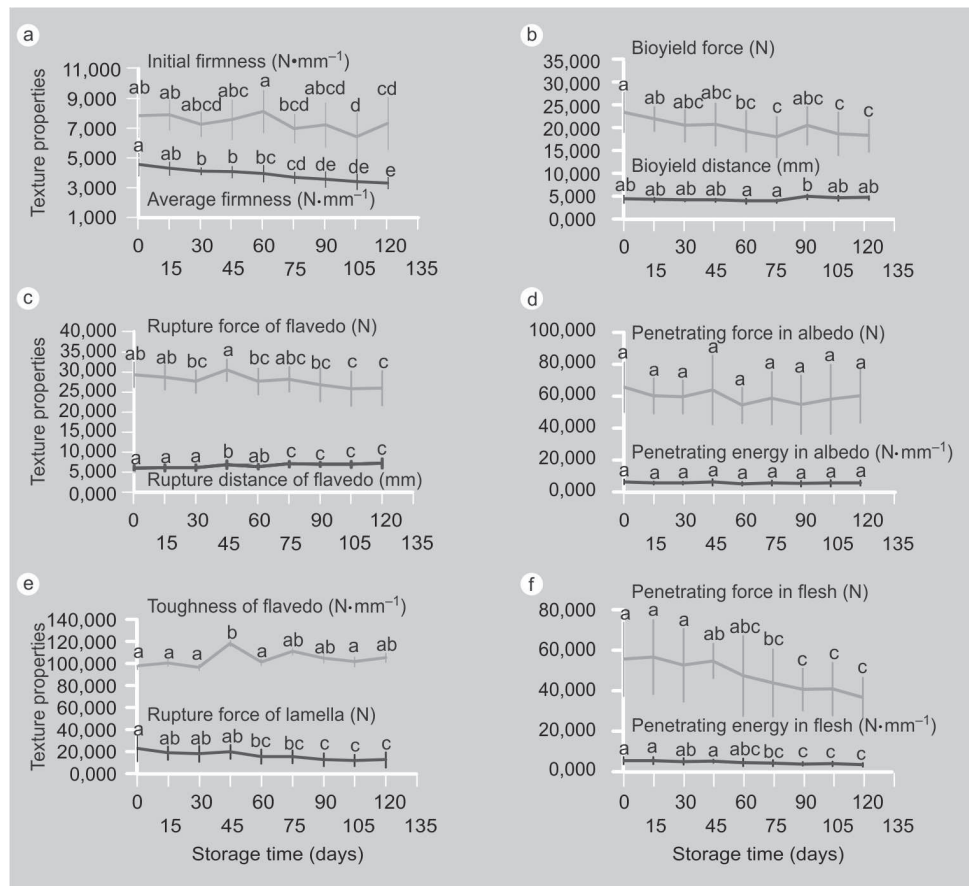 a
Initial firmness (N•mm⁻¹)
11,000
9,000
7,000
5,000
3,000
1,000
Texture properties
ab ab abcd abc a bcd abcd d cd
a ab b b bc cd de de e
Average firmness (N·mm⁻¹)
0 30 60 90 120
15 45 75 105 135
b
Bioyield force (N)
35,000
30,000
25,000
20,000
15,000
10,000
5,000
0,000
a ab abc abc bc c abc c c
Bioyield distance (mm)
ab ab ab ab a a b ab ab
0 30 60 90 120
15 45 75 105 135
c
Rupture force of flavedo (N)
40,000
35,000
30,000
25,000
20,000
15,000
10,000
5,000
0,000
Texture properties
ab ab bc a bc abc bc c c
a a a b ab c c c c
Rupture distance of flavedo (mm)
0 30 60 90 120
15 45 75 105 135
d
Penetrating force in albedo (N)
100,000
80,000
60,000
40,000
20,000
0,000
a a a a a a a a a
Penetrating energy in albedo (N·mm⁻¹)
a a a a a a a a a
0 30 60 90 120
15 45 75 105 135
e
Toughness of flavedo (N·mm⁻¹)
140,000
120,000
100,000
80,000
60,000
40,000
20,000
0,000
Texture properties
a a a b a ab ab a ab
Rupture force of lamella (N)
a ab ab ab bc bc c c c
0 30 60 90 120
15 45 75 105 135
Storage time (days)
f
Penetrating force in flesh (N)
80,000
60,000
40,000
20,000
0,000
a a a ab abc bc c c c
Penetrating energy in flesh (N·mm⁻¹)
a a ab a abc bc c c c
0 30 60 90 120
15 45 75 105 135
Storage time (days)